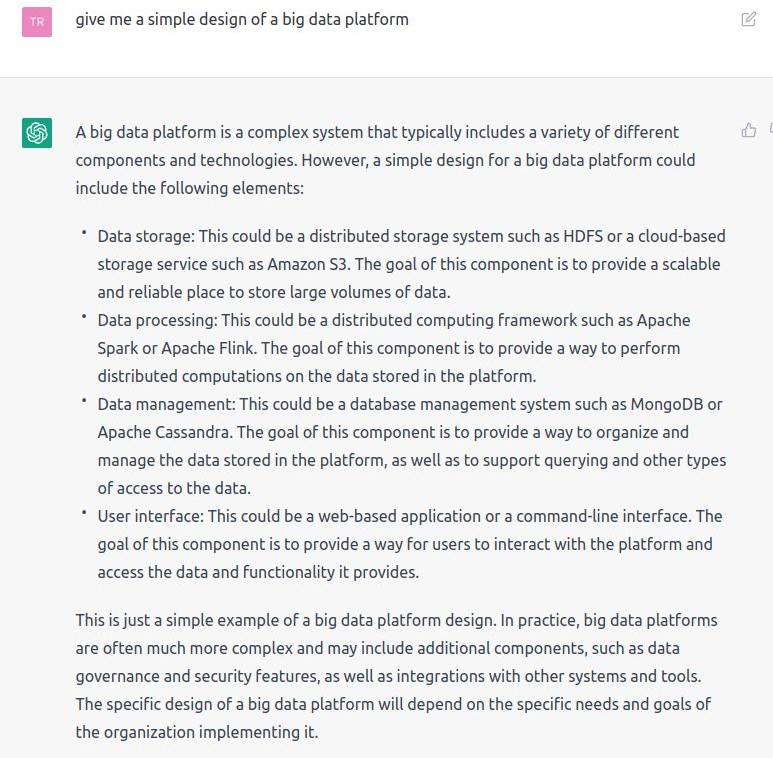 TR
give me a simple design of a big data platform
A big data platform is a complex system that typically includes a variety of different
components and technologies. However, a simple design for a big data platform could
include the following elements:
• Data storage: This could be a distributed storage system such as HDFS or a cloud-based
storage service such as Amazon S3. The goal of this component is to provide a scalable
and reliable place to store large volumes of data.
• Data processing: This could be a distributed computing framework such as Apache
Spark or Apache Flink. The goal of this component is to provide a way to perform
distributed computations on the data stored in the platform.
• Data management: This could be a database management system such as MongoDB or
Apache Cassandra. The goal of this component is to provide a way to organize and
manage the data stored in the platform, as well as to support querying and other types
of access to the data.
• User interface: This could be a web-based application or a command-line interface. The
goal of this component is to provide a way for users to interact with the platform and
access the data and functionality it provides.
This is just a simple example of a big data platform design. In practice, big data platforms
are often much more complex and may include additional components, such as data
governance and security features, as well as integrations with other systems and tools.
The specific design of a big data platform will depend on the specific needs and goals of
the organization implementing it.